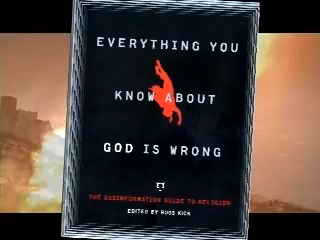 EVERYTHING YOU
KNOW ABOUT
GOD IS WRONG
THE DISINFORMATION GUIDE TO RELIGION
EDITED BY RUSS KICK